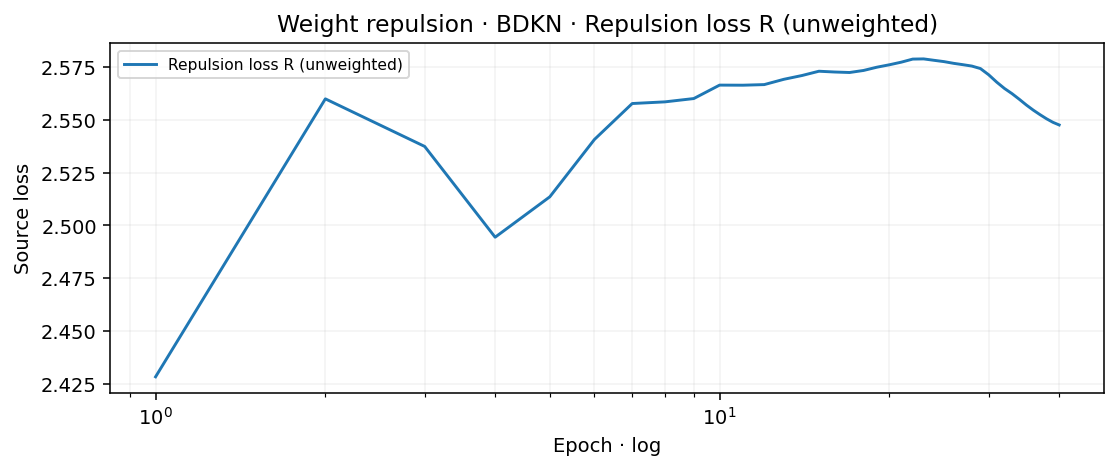 Weight repulsion · BDKN · Repulsion loss R (unweighted)
Repulsion loss R (unweighted)
Source loss
2.575
2.550
2.525
2.500
2.475
2.450
2.425
10⁰
10¹
Epoch · log